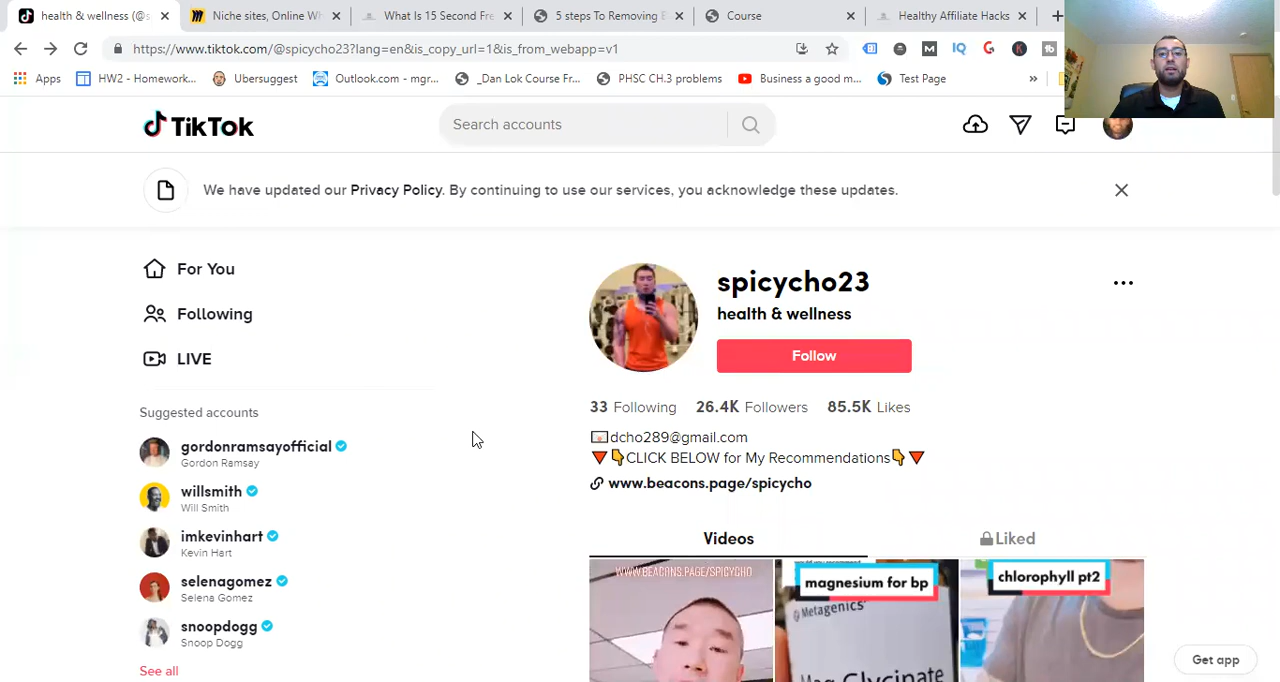 health & wellness (@s
Niche sites, Online Wh
What Is 15 Second Fre
5 steps To Removing B
Course
Healthy Affiliate Hacks
https://www.tiktok.com/@spicycho23?lang=en&is_copy_url=1&is_from_webapp=v1
Apps
HW2 - Homework...
Ubersuggest
Outlook.com - mgr...
_Dan Lok Course Fr...
PHSC CH.3 problems
Business a good m...
Test Page
TikTok
Search accounts
We have updated our Privacy Policy. By continuing to use our services, you acknowledge these updates.
For You
Following
LIVE
Suggested accounts
gordonramsayofficial
Gordon Ramsay
willsmith
Will Smith
imkevinhart
Kevin Hart
selenagomez
Selena Gomez
snoopdogg
Snoop Dogg
See all
spicycho23
health & wellness
Follow
33 Following 26.4K Followers 85.5K Likes
dcho289@gmail.com
CLICK BELOW for My Recommendations
www.beacons.page/spicycho
Videos
Liked
WWW.BEACONS.PAGE/SPICYCHO
magnesium for bp
Metagenics
Mag Glycinate
chlorophyll pt2
Get app